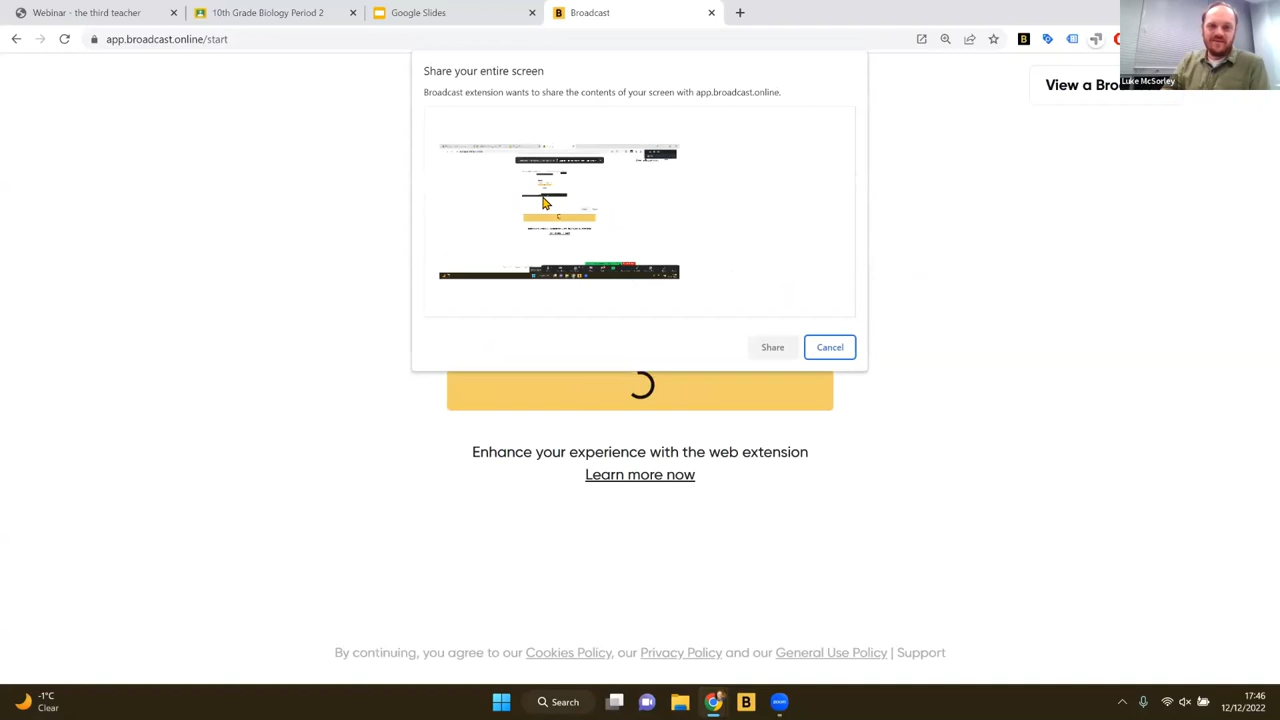 Webinar - the third teacher
10th Grade Biology Period 2
Google Slides
B Broadcast
app.broadcast.online/start
B
Luke McSorley
View a Bro
Share your entire screen
Broadcast extension wants to share the contents of your screen with app.broadcast.online.
Share
Cancel
Enhance your experience with the web extension
Learn more now
By continuing, you agree to our Cookies Policy, our Privacy Policy and our General Use Policy | Support
-1°C
Clear
Search
B
zoom
17:46
12/12/2022